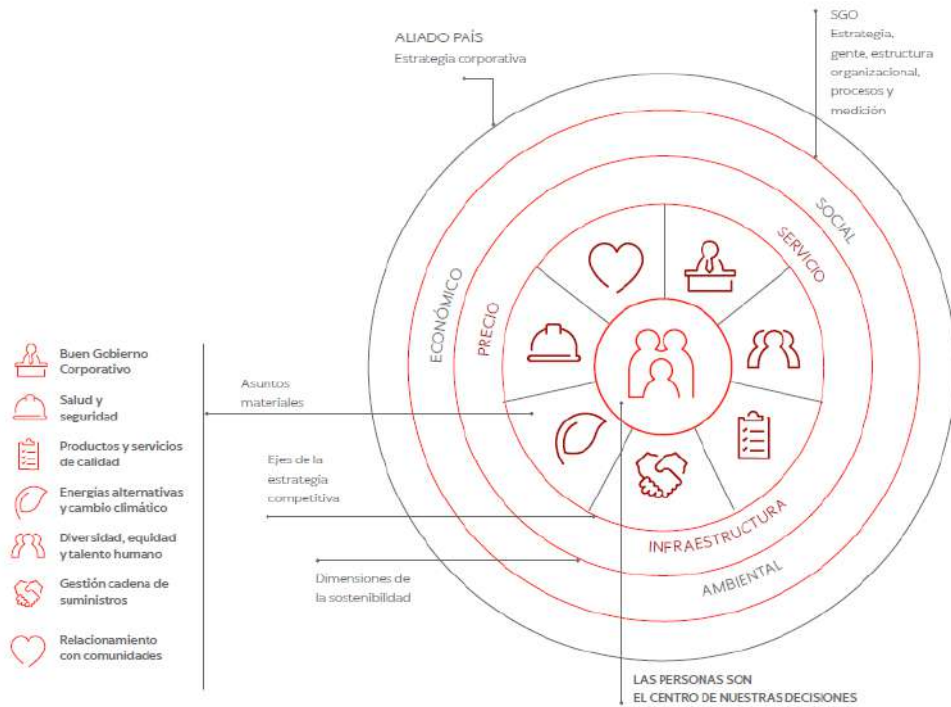 ALIADO PAÍS
Estrategia corporativa
SGO
Estrategia,
gente, estructura
organizacional,
procesos y
medición
SOCIAL
SERVICIO
ECONÓMICO
PRECIO
INFRAESTRUCTURA
AMBIENTAL
Buen Gobierno
Corporativo
Salud y
seguridad
Productos y servicios
de calidad
Energías alternativas
y cambio climático
Diversidad, equidad
y talento humano
Gestión cadena de
suministros
Relacionamiento
con comunidades
Asuntos
materiales
Ejes de la
estrategia
competitiva
Dimensiones de
la sostenibilidad
LAS PERSONAS SON
EL CENTRO DE NUESTRAS DECISIONES